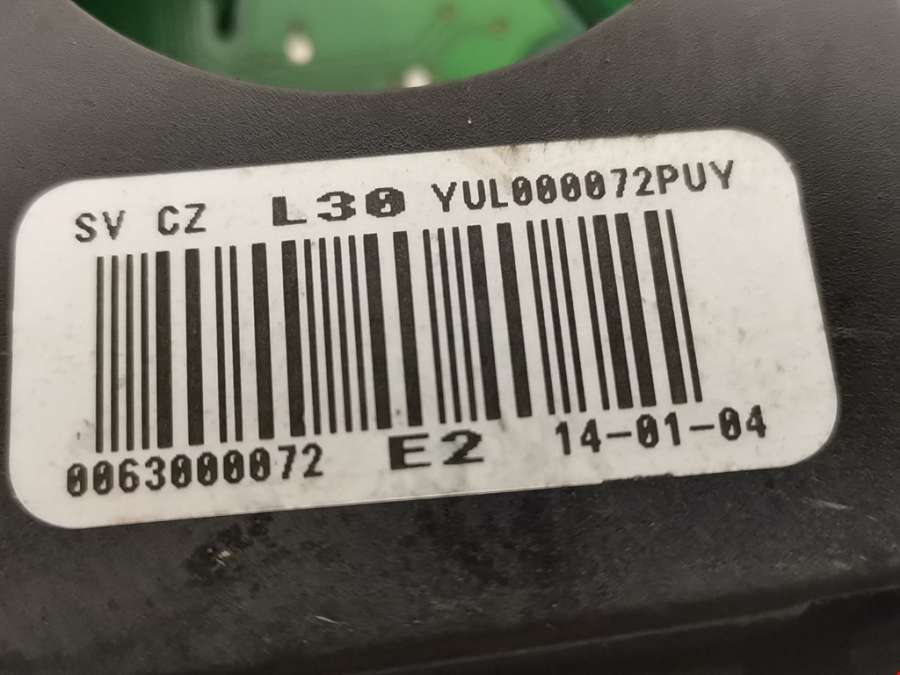 SV CZ L30 YUL000072PUY
0063000072 E2 14-01-04